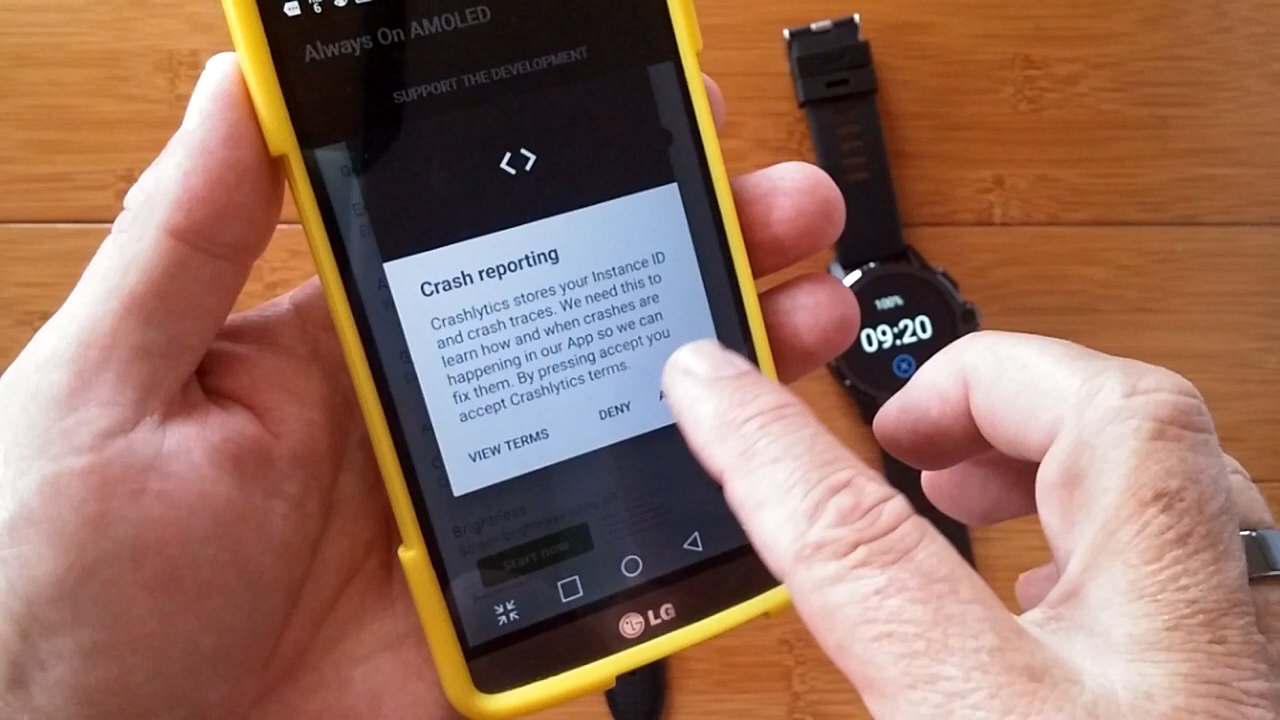 Always On AMOLED
SUPPORT THE DEVELOPMENT
Crash reporting
Crashlytics stores your Instance ID
and crash traces. We need this to
learn how and when crashes are
happening in our App so we can
fix them. By pressing accept you
accept Crashlytics terms.
VIEW TERMS
DENY
Brightness
Start now
LG
100%
09:20